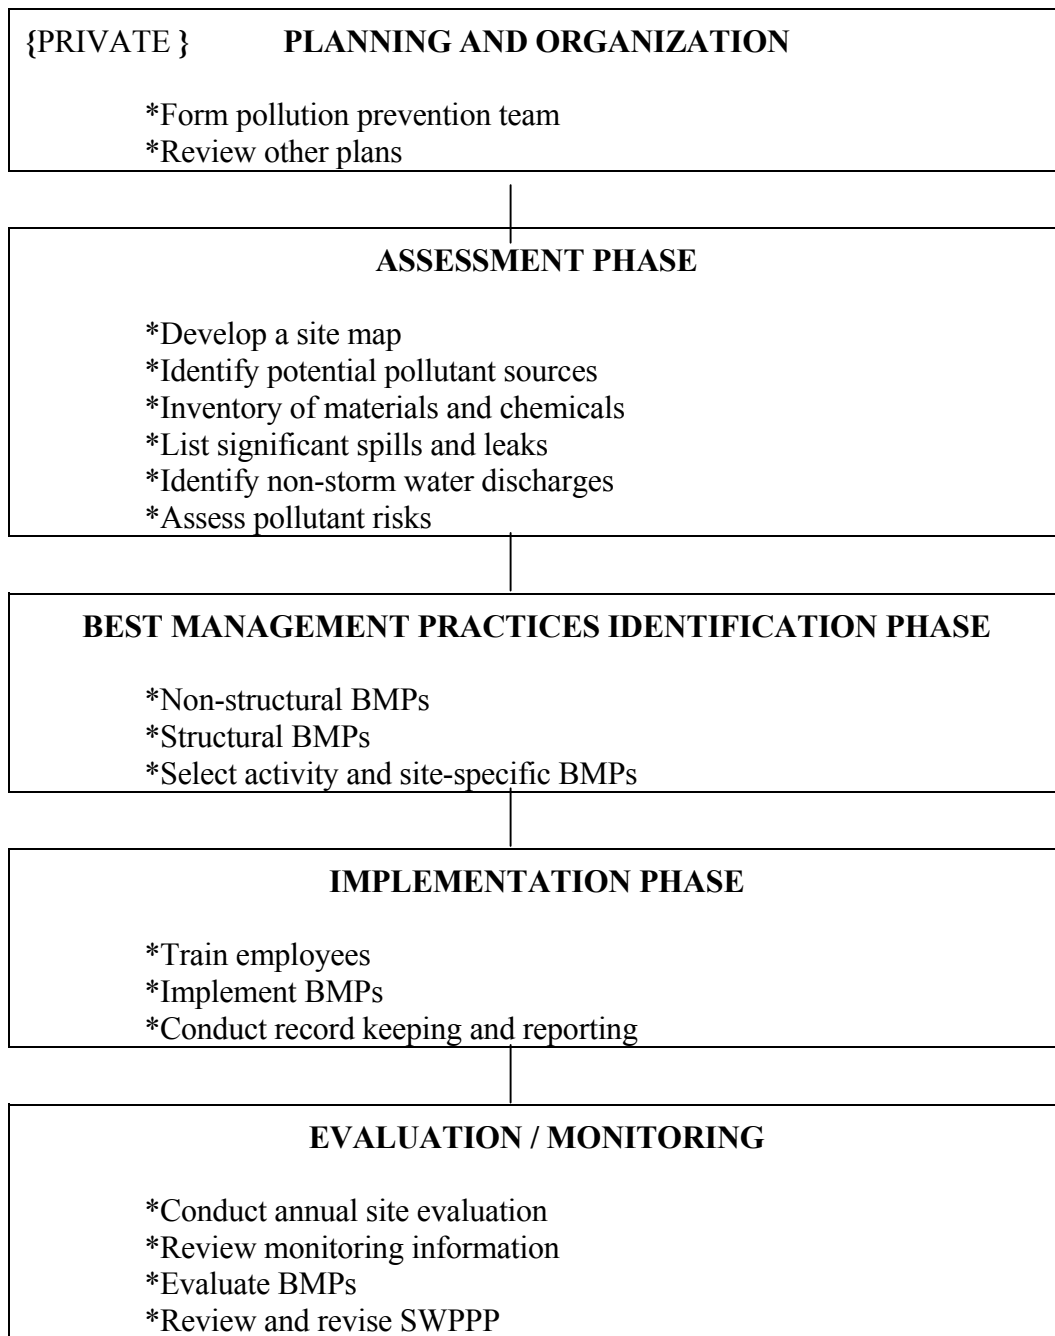 {PRIVATE } PLANNING AND ORGANIZATION
*Form pollution prevention team
*Review other plans
ASSESSMENT PHASE
*Develop a site map
*Identify potential pollutant sources
*Inventory of materials and chemicals
*List significant spills and leaks
*Identify non-storm water discharges
*Assess pollutant risks
BEST MANAGEMENT PRACTICES IDENTIFICATION PHASE
*Non-structural BMPs
*Structural BMPs
*Select activity and site-specific BMPs
IMPLEMENTATION PHASE
*Train employees
*Implement BMPs
*Conduct record keeping and reporting
EVALUATION / MONITORING
*Conduct annual site evaluation
*Review monitoring information
*Evaluate BMPs
*Review and revise SWPPP